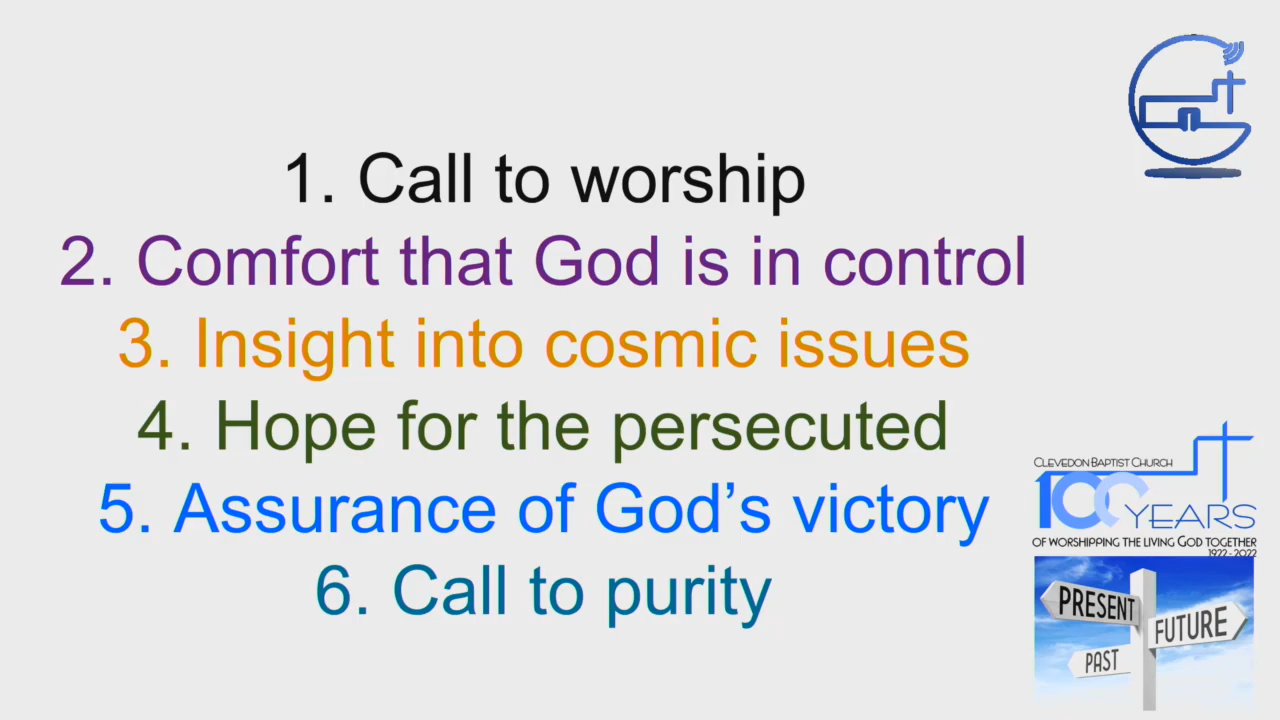 1. Call to worship
2. Comfort that God is in control
3. Insight into cosmic issues
4. Hope for the persecuted
5. Assurance of God’s victory
6. Call to purity
CLEVEDON BAPTIST CHURCH
100 YEARS
OF WORSHIPPING THE LIVING GOD TOGETHER
1922-2022
PRESENT
FUTURE
PAST